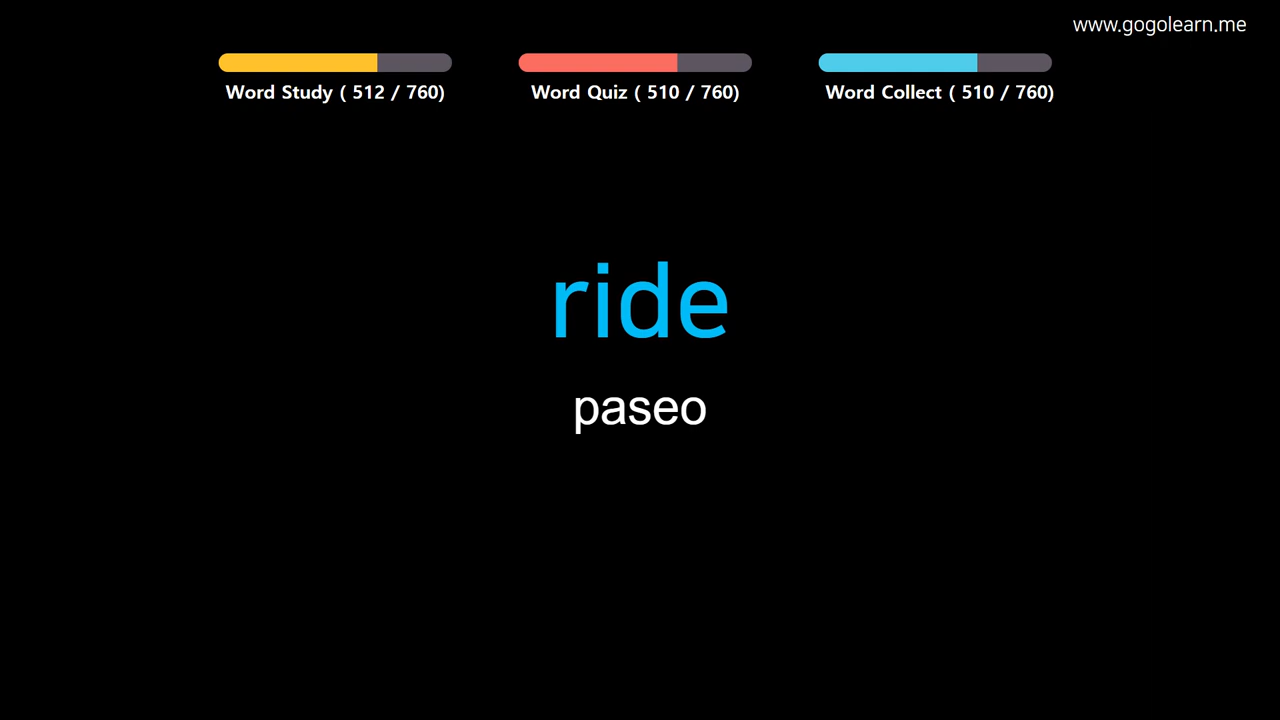 www.gogolearn.me
Word Study ( 512 / 760)
Word Quiz ( 510 / 760)
Word Collect ( 510 / 760)
ride
paseo